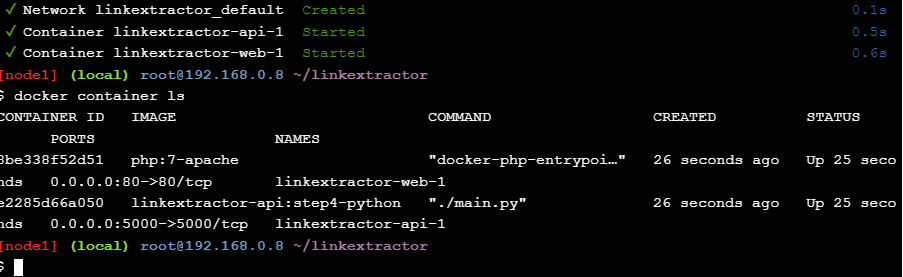 ✓ Network linkextractor_default  Created  0.1s
✓ Container linkextractor-api-1  Started  0.5s
✓ Container linkextractor-web-1  Started  0.6s
[node1] (local) root@192.168.0.8 ~/linkextractor
$ docker container ls
CONTAINER ID   IMAGE                          COMMAND                  CREATED          STATUS
     PORTS                  NAMES
8be338f52d51   php:7-apache                   "docker-php-entrypoi…"   26 seconds ago   Up 25 seco
nds   0.0.0.0:80->80/tcp       linkextractor-web-1
e2285d66a050   linkextractor-api:step4-python   "./main.py"              26 seconds ago   Up 25 seco
nds   0.0.0.0:5000->5000/tcp   linkextractor-api-1
[node1] (local) root@192.168.0.8 ~/linkextractor
$